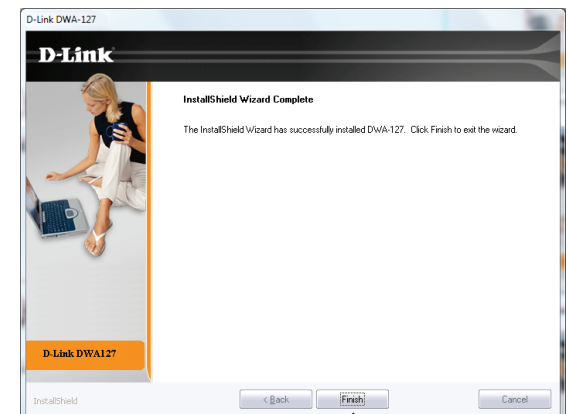 D-Link DWA-127
D-Link
InstallShield Wizard Complete
The InstallShield Wizard has successfully installed DWA-127. Click Finish to exit the wizard.
D-Link DWA127
InstallShield
< Back
Finish
Cancel